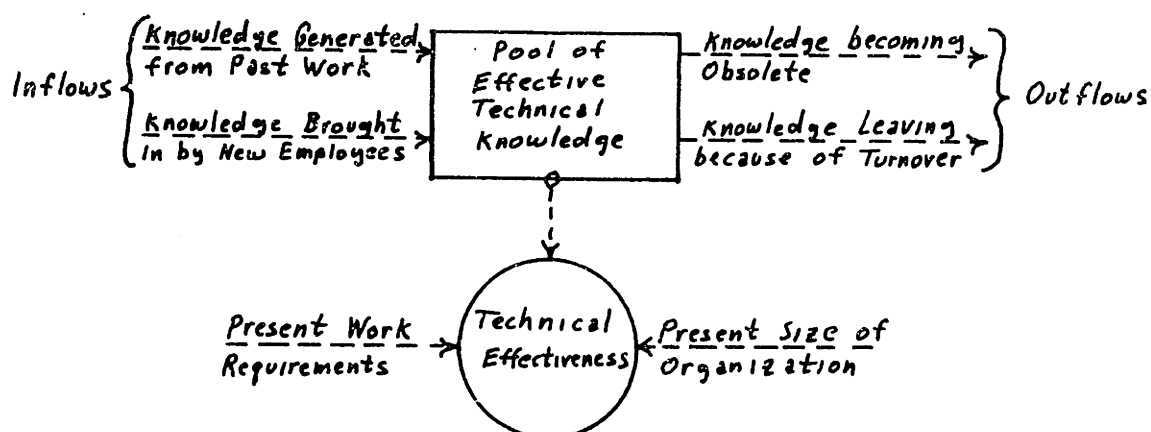 Inflows
Knowledge Generated
from Past Work
Knowledge Brought
In by New Employees
Pool of
Effective
Technical
Knowledge
Knowledge becoming
Obsolete
Knowledge Leaving
because of Turnover
Outflows
Present Work
Requirements
Technical
Effectiveness
Present Size of
Organization